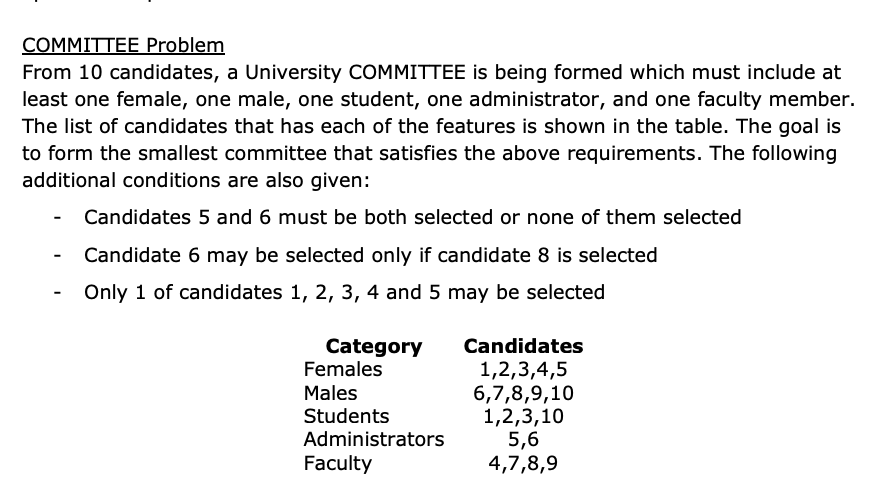 COMMITTEE Problem
From 10 candidates, a University COMMITTEE is being formed which must include at
least one female, one male, one student, one administrator, and one faculty member.
The list of candidates that has each of the features is shown in the table. The goal is
to form the smallest committee that satisfies the above requirements. The following
additional conditions are also given:
- Candidates 5 and 6 must be both selected or none of them selected
- Candidate 6 may be selected only if candidate 8 is selected
- Only 1 of candidates 1, 2, 3, 4 and 5 may be selected
Category Candidates
Females 1,2,3,4,5
Males 6,7,8,9,10
Students 1,2,3,10
Administrators 5,6
Faculty 4,7,8,9